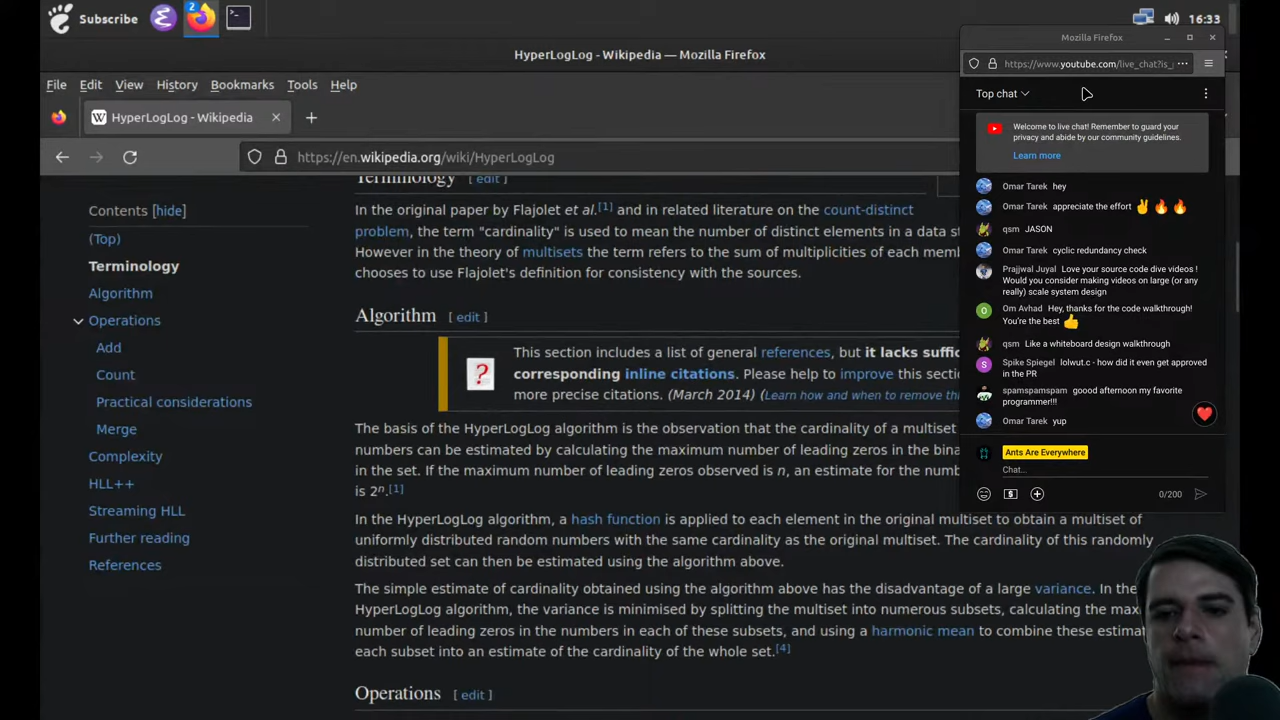 Subscribe
2
16:33
HyperLogLog - Wikipedia — Mozilla Firefox
File Edit View History Bookmarks Tools Help
W HyperLogLog - Wikipedia
https://en.wikipedia.org/wiki/HyperLogLog
Contents [hide]
(Top)
Terminology
Algorithm
Operations
Add
Count
Practical considerations
Merge
Complexity
HLL++
Streaming HLL
Further reading
References
Terminology [ edit ]
In the original paper by Flajolet et al.[1] and in related literature on the count-distinct
problem, the term "cardinality" is used to mean the number of distinct elements in a data s
However in the theory of multisets the term refers to the sum of multiplicities of each memb
chooses to use Flajolet's definition for consistency with the sources.
Algorithm [ edit ]
This section includes a list of general references, but it lacks suffic
corresponding inline citations. Please help to improve this sectio
more precise citations. (March 2014) (Learn how and when to remove thi
The basis of the HyperLogLog algorithm is the observation that the cardinality of a multiset
numbers can be estimated by calculating the maximum number of leading zeros in the bina
in the set. If the maximum number of leading zeros observed is n, an estimate for the numb
is 2ⁿ.[1]
In the HyperLogLog algorithm, a hash function is applied to each element in the original multiset to obtain a multiset of
uniformly distributed random numbers with the same cardinality as the original multiset. The cardinality of this randomly
distributed set can then be estimated using the algorithm above.
The simple estimate of cardinality obtained using the algorithm above has the disadvantage of a large variance. In the
HyperLogLog algorithm, the variance is minimised by splitting the multiset into numerous subsets, calculating the max
number of leading zeros in the numbers in each of these subsets, and using a harmonic mean to combine these estimat
each subset into an estimate of the cardinality of the whole set.[4]
Operations [ edit ]
Mozilla Firefox
https://www.youtube.com/live_chat?is_
Top chat
Welcome to live chat! Remember to guard your
privacy and abide by our community guidelines.
Learn more
Omar Tarek hey
Omar Tarek appreciate the effort ✌🔥🔥
qsm JASON
Omar Tarek cyclic redundancy check
Prajjwal Juyal Love your source code dive videos !
Would you consider making videos on large (or any
really) scale system design
Om Avhad Hey, thanks for the code walkthrough!
You're the best 👍
qsm Like a whiteboard design walkthrough
Spike Spiegel lolwut.c - how did it even get approved
in the PR
spamspamspam goood afternoon my favorite
programmer!!!
Omar Tarek yup
Ants Are Everywhere
Chat...
0/200